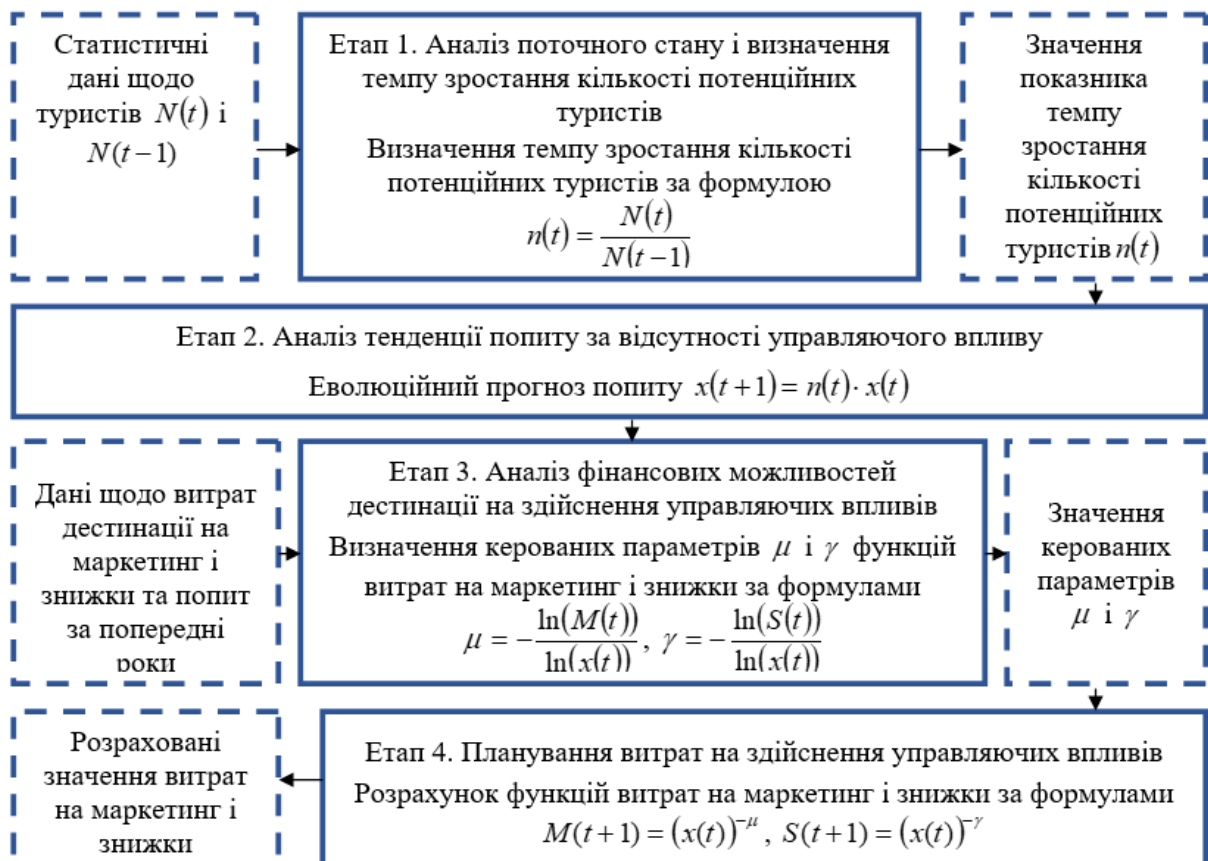 Статистичні
дані щодо
туристів N(t) і
N(t−1)
Етап 1. Аналіз поточного стану і визначення
темпу зростання кількості потенційних
туристів
Визначення темпу зростання кількості
потенційних туристів за формулою
n(t) = N(t) / N(t−1)
Значення
показника
темпу
зростання
кількості
потенційних
туристів n(t)
Етап 2. Аналіз тенденції попиту за відсутності управляючого впливу
Еволюційний прогноз попиту x(t+1) = n(t)· x(t)
Дані щодо витрат
дестинації на
маркетинг і
знижки та попит
за попередні
роки
Етап 3. Аналіз фінансових можливостей
дестинації на здійснення управляючих впливів
Визначення керованих параметрів μ і γ функцій
витрат на маркетинг і знижки за формулами
μ = − ln(M(t)) / ln(x(t)) , γ = − ln(S(t)) / ln(x(t))
Значення
керованих
параметрів
μ і γ
Етап 4. Планування витрат на здійснення управляючих впливів
Розрахунок функцій витрат на маркетинг і знижки за формулами
M(t+1) = (x(t))^−μ , S(t+1) = (x(t))^−γ
Розраховані
значення витрат
на маркетинг і
знижки